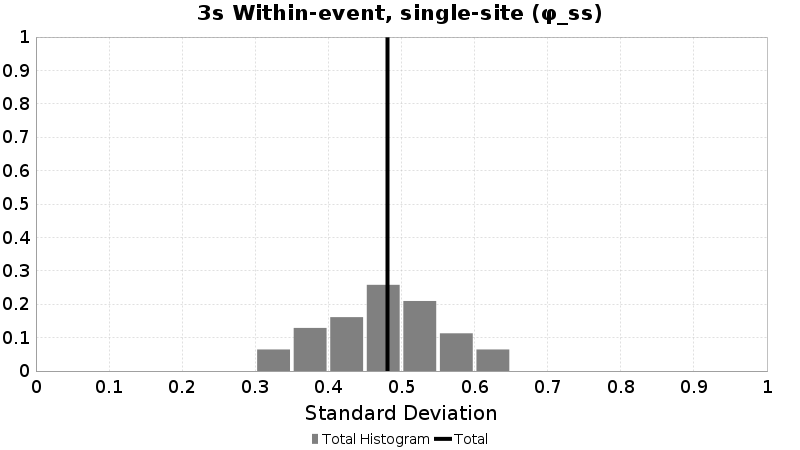 3s Within-event, single-site (φ_ss)
1
0.9
0.8
0.7
0.6
0.5
0.4
0.3
0.2
0.1
0
0 0.1 0.2 0.3 0.4 0.5 0.6 0.7 0.8 0.9 1
Standard Deviation
Total Histogram Total